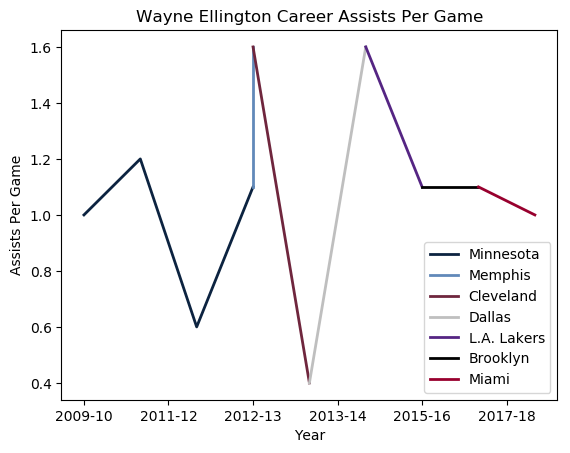 Wayne Ellington Career Assists Per Game
1.6
1.4
1.2
1.0
0.8
0.6
0.4
Assists Per Game
Minnesota
Memphis
Cleveland
Dallas
L.A. Lakers
Brooklyn
Miami
2009-10 2011-12 2012-13 2013-14 2015-16 2017-18
Year